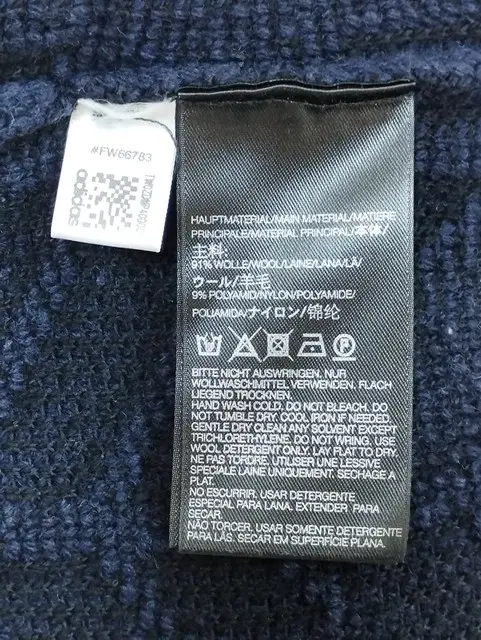 #FW66783
adidas
HAUPTMATERIAL/MAIN MATERIAL/MATIERE
PRINCIPALE/MATERIAL PRINCIPAL/本体/
主料
91% WOLLE/WOOL/LAINE/LANA/LÃ/
ウール/羊毛
9% POLYAMID/NYLON/POLYAMIDE/
POLIAMIDA/ナイロン/锦纶
BITTE NICHT AUSWRINGEN. NUR
WOLLWASCHMITTEL VERWENDEN. FLACH
LIEGEND TROCKNEN.
HAND WASH COLD. DO NOT BLEACH. DO
NOT TUMBLE DRY. COOL IRON IF NEEDED.
GENTLE DRY CLEAN ANY SOLVENT EXCEPT
TRICHLORETHYLENE. DO NOT WRING. USE
WOOL DETERGENT ONLY. LAY FLAT TO DRY.
NE PAS TORDRE. UTILISER UNE LESSIVE
SPECIALE LAINE UNIQUEMENT. SECHAGE A
PLAT.
NO ESCURRIR. USAR DETERGENTE
ESPECIAL PARA LANA. EXTENDER PARA
SECAR.
NÃO TORCER. USAR SOMENTE DETERGENTE
PARA LÃS. SECAR EM SUPERFÍCIE PLANA.